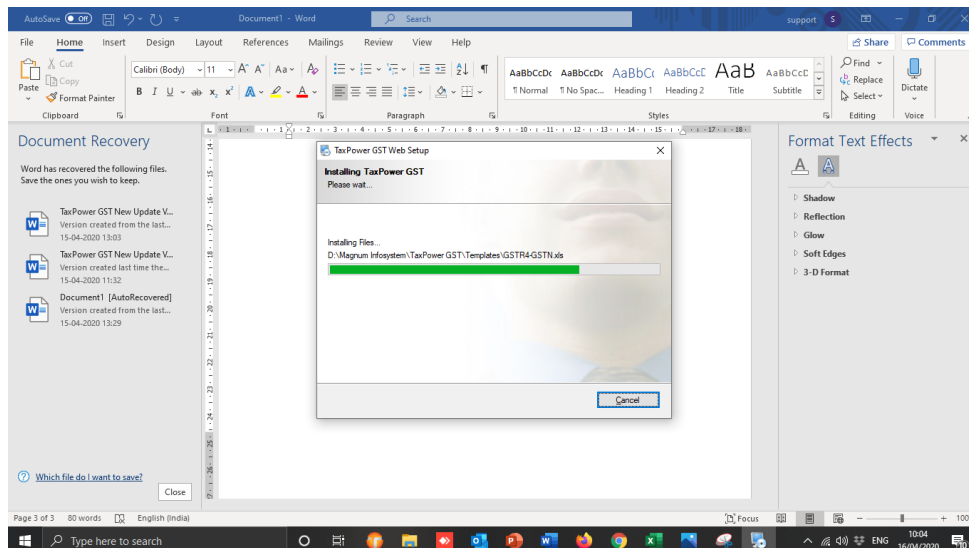 AutoSave Off Document1 - Word Search support S
File Home Insert Design Layout References Mailings Review View Help Share Comments
Paste Cut Copy Format Painter
Calibri (Body) 11 A^ A˅ Aa A
B I U ab x₂ x² A A
AaBbCcDc AaBbCcDc AaBbCc AaBbCcC AaB AaBbCcC
¶ Normal ¶ No Spac... Heading 1 Heading 2 Title Subtitle
Find Replace Select Dictate
Clipboard Font Paragraph Styles Editing Voice
Document Recovery
Word has recovered the following files.
Save the ones you wish to keep.
TaxPower GST New Update V...
Version created from the last...
15-04-2020 13:03
TaxPower GST New Update V...
Version created last time the...
15-04-2020 11:32
Document1 [AutoRecovered]
Version created from the last...
15-04-2020 13:29
Which file do I want to save?
Close
TaxPower GST Web Setup
Installing TaxPower GST
Please wait...
Installing Files...
D:\Magnum Infosystem\TaxPower GST\Templates\GSTR4-GSTN.xls
Cancel
Format Text Effects
Shadow
Reflection
Glow
Soft Edges
3-D Format
Page 3 of 3 80 words English (India) Focus 100
Type here to search ENG 10:04
16/04/2020